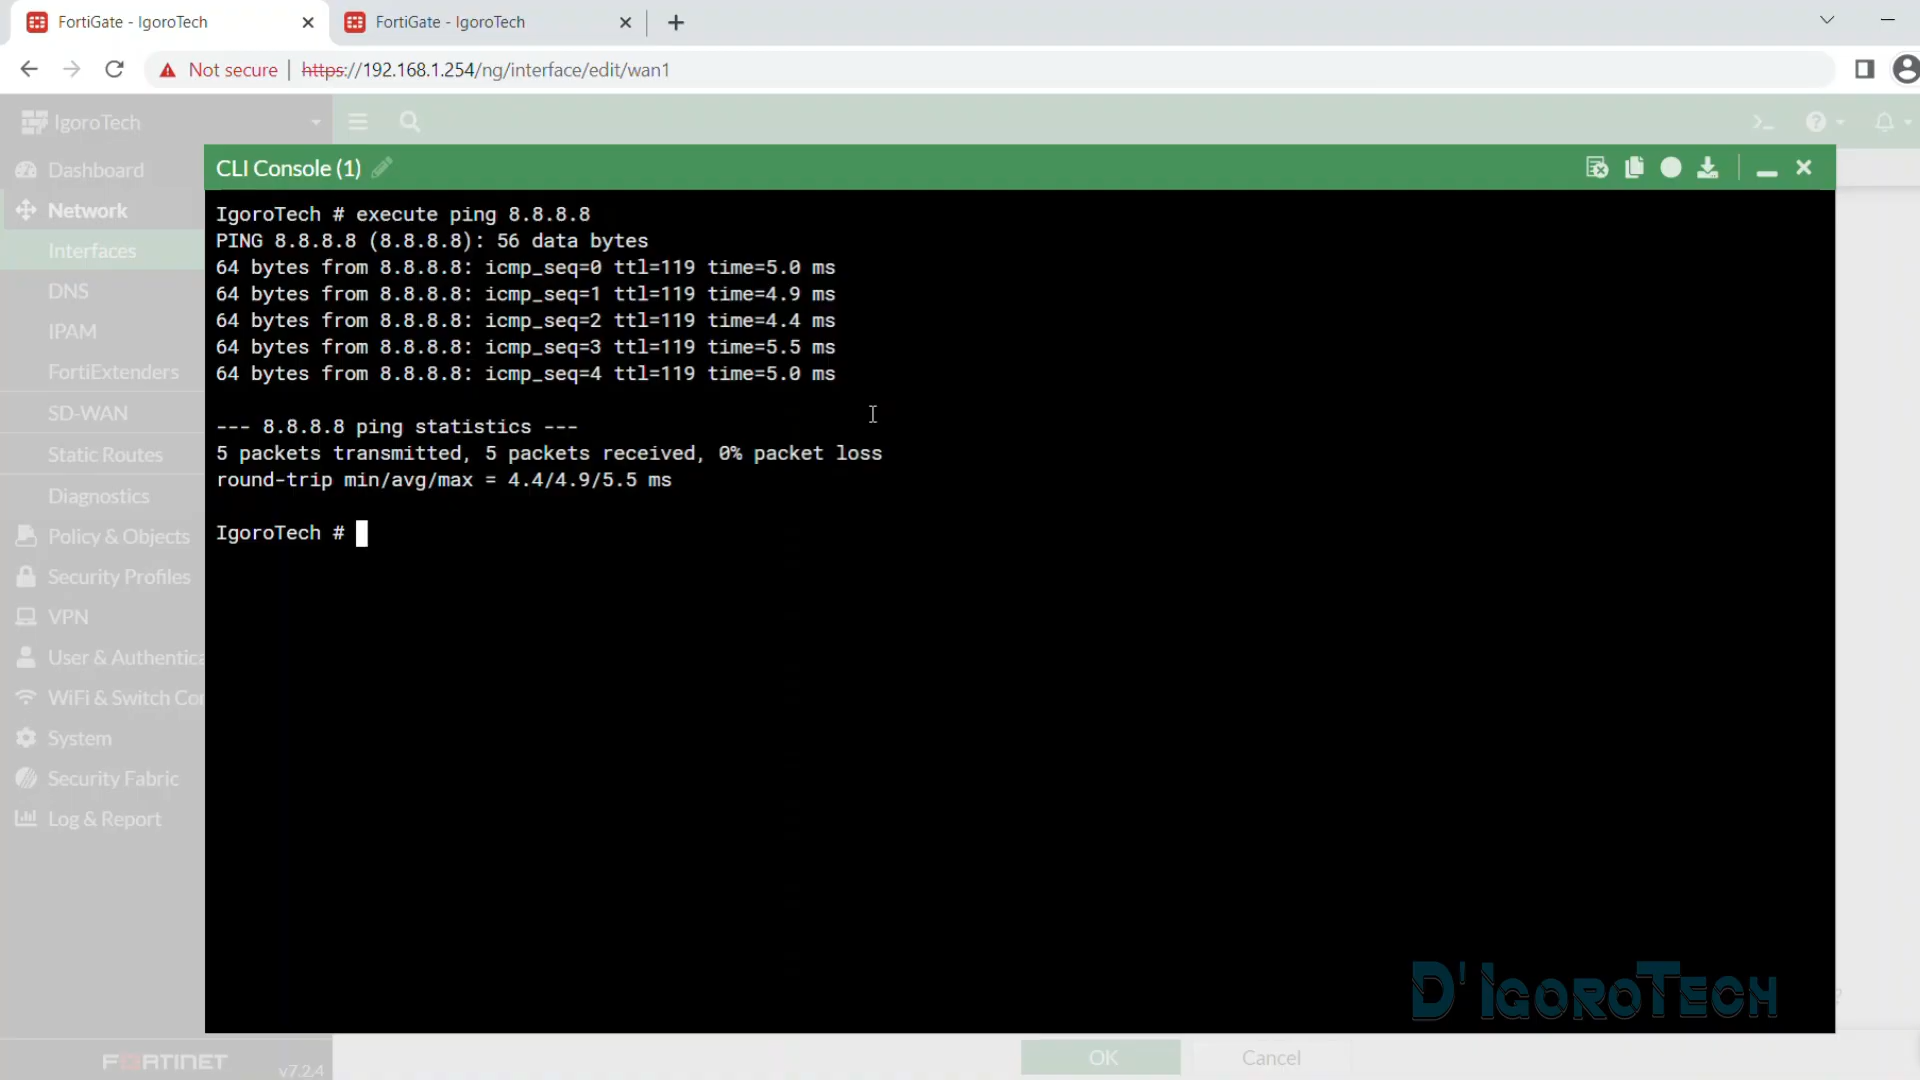 FortiGate - IgoroTech
FortiGate - IgoroTech
Not secure | https://192.168.1.254/ng/interface/edit/wan1
IgoroTech
Dashboard
Network
Interfaces
DNS
IPAM
FortiExtenders
SD-WAN
Static Routes
Diagnostics
Policy & Objects
Security Profiles
VPN
User & Authentica
WiFi & Switch Con
System
Security Fabric
Log & Report
FORTINET
v7.2.4
CLI Console (1)
IgoroTech # execute ping 8.8.8.8
PING 8.8.8.8 (8.8.8.8): 56 data bytes
64 bytes from 8.8.8.8: icmp_seq=0 ttl=119 time=5.0 ms
64 bytes from 8.8.8.8: icmp_seq=1 ttl=119 time=4.9 ms
64 bytes from 8.8.8.8: icmp_seq=2 ttl=119 time=4.4 ms
64 bytes from 8.8.8.8: icmp_seq=3 ttl=119 time=5.5 ms
64 bytes from 8.8.8.8: icmp_seq=4 ttl=119 time=5.0 ms
--- 8.8.8.8 ping statistics ---
5 packets transmitted, 5 packets received, 0% packet loss
round-trip min/avg/max = 4.4/4.9/5.5 ms
IgoroTech #
D'IgoroTech
OK
Cancel